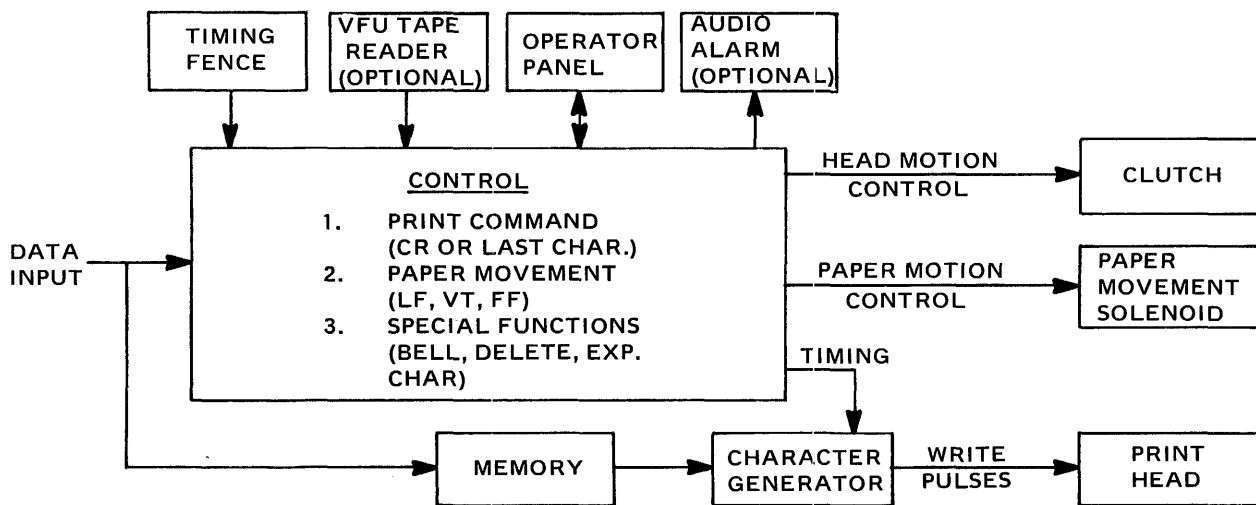 TIMING
FENCE
VFU TAPE
READER
(OPTIONAL)
OPERATOR
PANEL
AUDIO
ALARM
(OPTIONAL)
CONTROL
1. PRINT COMMAND
(CR OR LAST CHAR.)
2. PAPER MOVEMENT
(LF, VT, FF)
3. SPECIAL FUNCTIONS
(BELL, DELETE, EXP.
CHAR)
DATA
INPUT
HEAD MOTION
CONTROL
CLUTCH
PAPER MOTION
CONTROL
PAPER
MOVEMENT
SOLENOID
TIMING
MEMORY
CHARACTER
GENERATOR
WRITE
PULSES
PRINT
HEAD